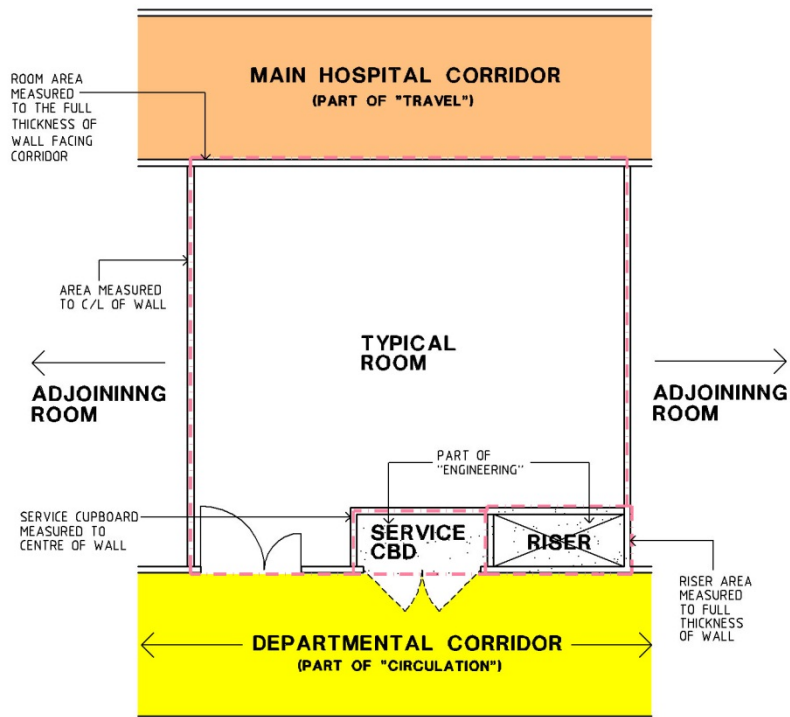 MAIN HOSPITAL CORRIDOR
(PART OF "TRAVEL")
ROOM AREA
MEASURED
TO THE FULL
THICKNESS OF
WALL FACING
CORRIDOR
AREA MEASURED
TO C/L OF WALL
TYPICAL
ROOM
ADJOININNG
ROOM
ADJOININNG
ROOM
PART OF
"ENGINEERING"
SERVICE CUPBOARD
MEASURED TO
CENTRE OF WALL
SERVICE
CBD
RISER
RISER AREA
MEASURED
TO FULL
THICKNESS
OF WALL
DEPARTMENTAL CORRIDOR
(PART OF "CIRCULATION")